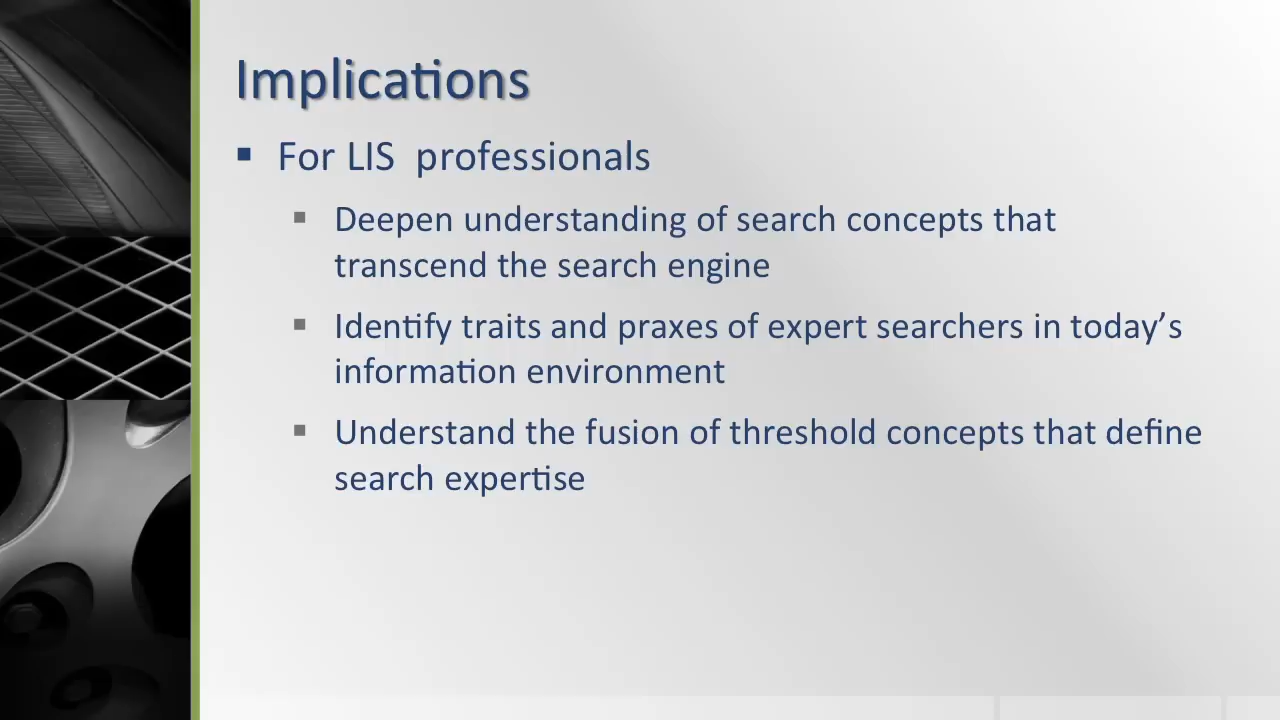 Implications
▪ For LIS  professionals
▪ Deepen understanding of search concepts that
transcend the search engine
▪ Identify traits and praxes of expert searchers in today’s
information environment
▪ Understand the fusion of threshold concepts that define
search expertise